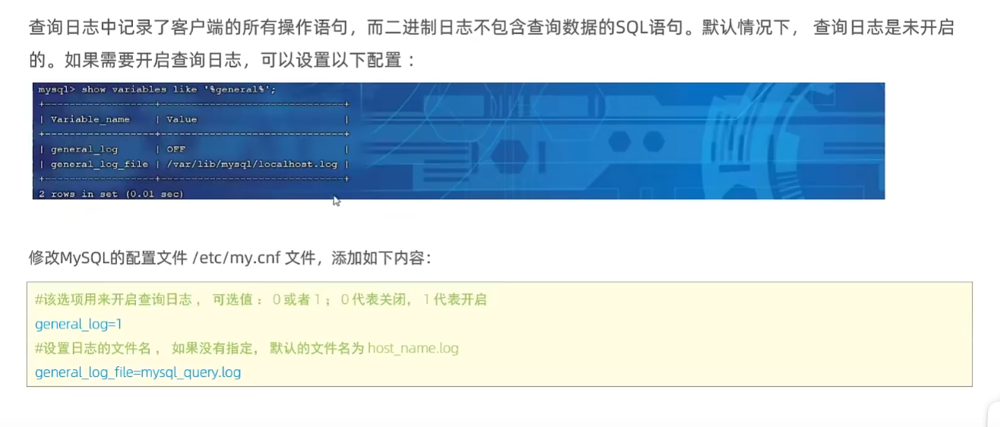 查询日志中记录了客户端的所有操作语句，而二进制日志不包含查询数据的SQL语句。默认情况下， 查询日志是未开启
的。如果需要开启查询日志，可以设置以下配置 ：
mysql> show variables like '%general%';
+------------------+------------------------------+
| Variable_name    | Value                        |
+------------------+------------------------------+
| general_log      | OFF                          |
| general_log_file | /var/lib/mysql/localhost.log |
+------------------+------------------------------+
2 rows in set (0.01 sec)
修改MySQL的配置文件 /etc/my.cnf 文件，添加如下内容：
#该选项用来开启查询日志 ， 可选值 ： 0 或者 1 ； 0 代表关闭， 1 代表开启
general_log=1
#设置日志的文件名 ， 如果没有指定， 默认的文件名为 host_name.log
general_log_file=mysql_query.log